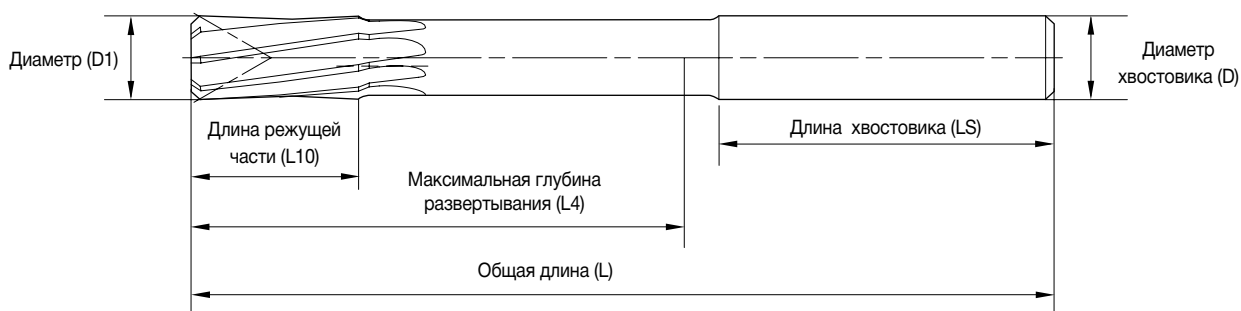 Диаметр (D1)
Диаметр
хвостовика (D)
Длина режущей
части (L10)
Длина хвостовика (LS)
Максимальная глубина
развертывания (L4)
Общая длина (L)